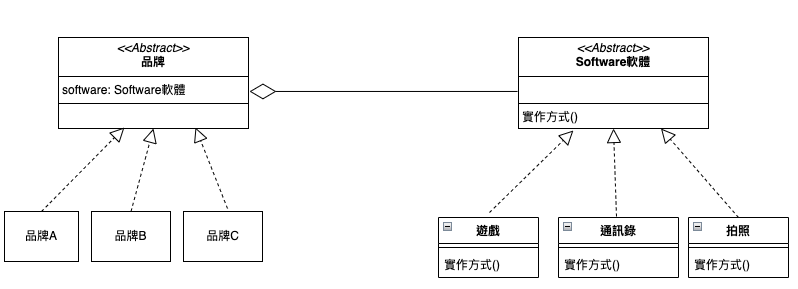 <<Abstract>>
品牌
software: Software軟體
<<Abstract>>
Software軟體
實作方式()
品牌A
品牌B
品牌C
遊戲
實作方式()
通訊錄
實作方式()
拍照
實作方式()